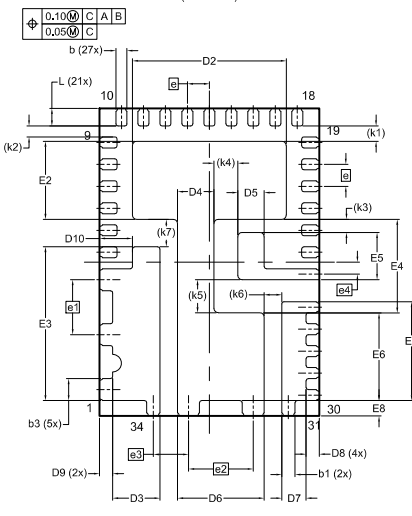 0.10Ⓜ C A B
0.05Ⓜ C
b (27x)
D2
L (21x)
e
10
18
9
19
(k1)
(k2)
(k4)
e
E2
D4
D5
(k3)
D10
(k7)
E5
E4
e4
e1
(k5)
(k6)
E3
E6
E
1
E8
30
34
31
b3 (5x)
e3
e2
D8 (4x)
D9 (2x)
b1 (2x)
D3
D6
D7